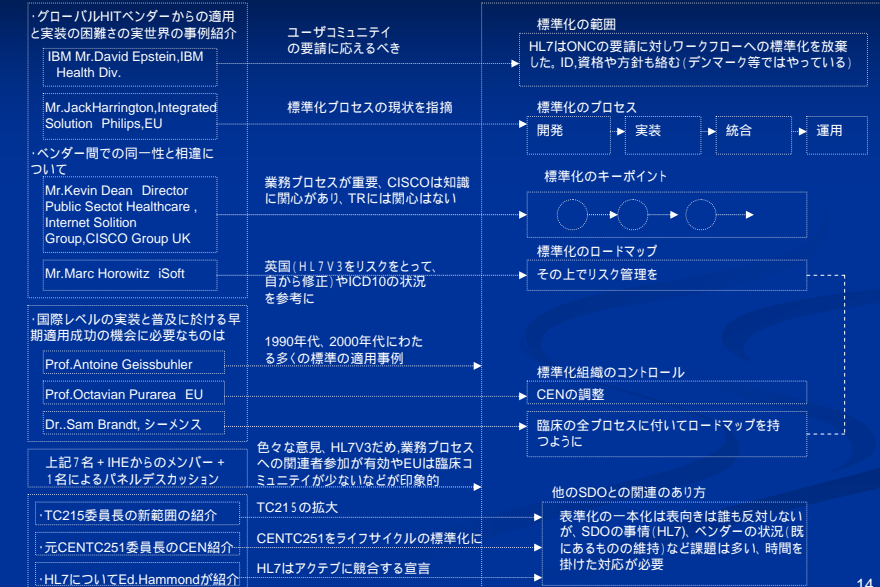 ·グローバルHITベンダーからの適用
と実装の困難さの実世界の事例紹介
IBM Mr.David Epstein,IBM
Health Div.
Mr.JackHarrington,Integrated
Solution Philips,EU
·ベンダー間での同一性と相違に
ついて
Mr.Kevin Dean Director
Public Sectot Healthcare ,
Internet Solition
Group,CISCO Group UK
Mr.Marc Horowitz iSoft
·国際レベルの実装と普及に於ける早
期適用成功の機会に必要なものは
Prof.Antoine Geissbuhler
Prof.Octavian Purarea EU
Dr..Sam Brandt, シーメンス
上記7名+IHEからのメンバー+
1名によるパネルデスカッション
·TC215委員長の新範囲の紹介
·元CENTC251委員長のCEN紹介
·HL7についてEd.Hammondが紹介
ユーザコミュニティ
の要請に応えるべき
標準化プロセスの現状を指摘
業務プロセスが重要、CISCOは知識
に関心があり、TRには関心はない
英国(HL7V3をリスクをとって、
自から修正)やICD10の状況
を参考に
1990年代、2000年代にわた
る多くの標準の適用事例
色々な意見、HL7V3だめ,業務プロセス
への関連者参加が有効やEUは臨床コ
ミュニティが少ないなどが印象的
TC215の拡大
CENTC251をライフサイクルの標準化に
HL7はアクテブに競合する宣言
標準化の範囲
HL7はONCの要請に対しワークフローへの標準化を放棄
した。ID,資格や方針も絡む(デンマーク等ではやっている)
標準化のプロセス
開発
実装
統合
運用
標準化のキーポイント
標準化のロードマップ
その上でリスク管理を
標準化組織のコントロール
CENの調整
臨床の全プロセスに付いてロードマップを持
つように
他のSDOとの関連のあり方
表準化の一本化は表向きは誰も反対しない
が、SDOの事情(HL7)、ベンダーの状況(既
にあるものの維持)など課題は多い、時間を
掛けた対応が必要
14